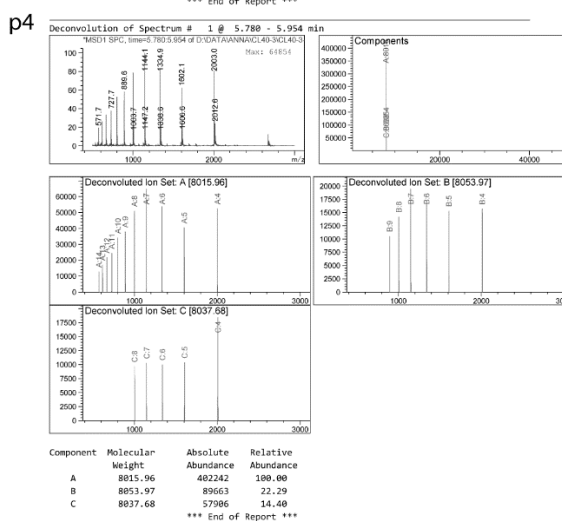 *** End of Report ***
p4
Deconvolution of Spectrum # 1 @ 5.780 - 5.954 min
*MSD1 SPC, time=5.780:5.954 of D:\DATA\ANNA\CL40-3\CL40-3-
Max: 64854
100
80
60
40
20
0
571.7
727.7
889.6
1003.7
1144.1
1147.2
1334.9
1338.5
1602.1
1606.6
2003.0
2012.6
1000
2000
m/z
Components
400000
350000
300000
250000
200000
150000
100000
50000
20000
40000
Deconvoluted Ion Set: A [8015.96]
60000
50000
40000
30000
20000
10000
0
A:14
A:13
A:12
A:11
A:10
A:9
A:8
A:7
A:6
A:5
A:4
1000
2000
3000
Deconvoluted Ion Set: B [8053.97]
20000
17500
15000
12500
10000
7500
5000
2500
0
B:9
B:8
B:7
B:6
B:5
B:4
1000
2000
3000
Deconvoluted Ion Set: C [8037.68]
17500
15000
12500
10000
7500
5000
2500
0
C:8
C:7
C:6
C:5
C:4
1000
2000
3000
Component Molecular Absolute Relative
Weight Abundance Abundance
A 8015.96 402242 100.00
B 8053.97 89663 22.29
C 8037.68 57906 14.40
*** End of Report ***